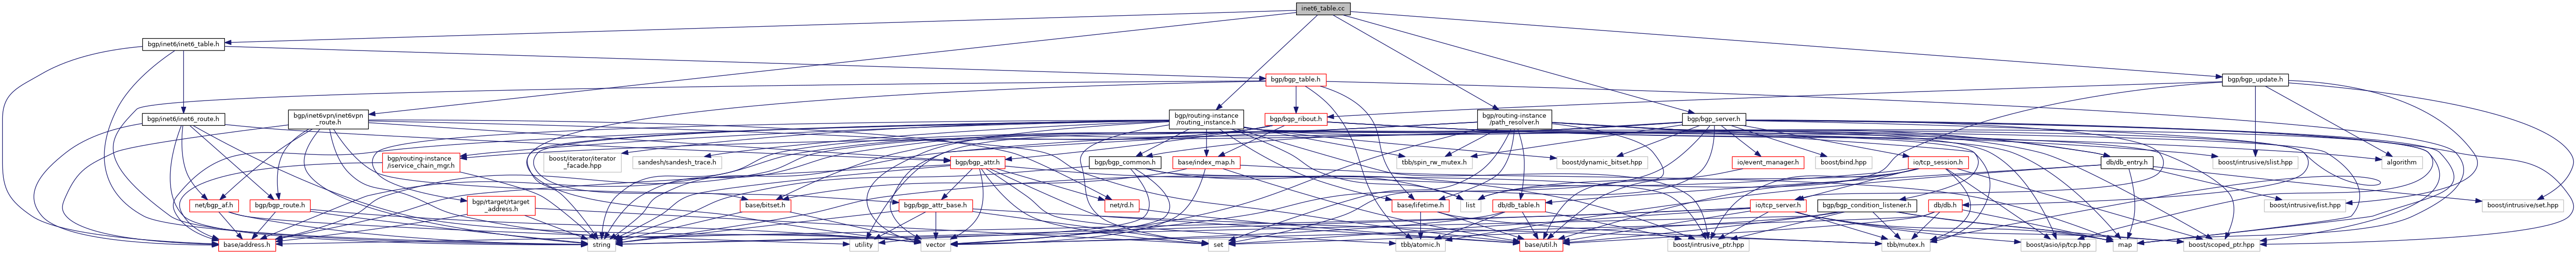 inet6_table.cc
bgp/inet6/inet6_table.h
bgp/bgp_table.h
bgp/bgp_update.h
bgp/inet6/inet6_route.h
bgp/inet6vpn/inet6vpn
_route.h
bgp/routing-instance
/routing_instance.h
bgp/bgp_ribout.h
bgp/routing-instance
/path_resolver.h
bgp/bgp_server.h
bgp/routing-instance
/iservice_chain_mgr.h
boost/iterator/iterator
_facade.hpp
sandesh/sandesh_trace.h
bgp/bgp_attr.h
bgp/bgp_common.h
base/index_map.h
tbb/spin_rw_mutex.h
boost/dynamic_bitset.hpp
io/event_manager.h
boost/bind.hpp
io/tcp_session.h
db/db_entry.h
boost/intrusive/slist.hpp
algorithm
net/bgp_af.h
bgp/bgp_route.h
bgp/rtarget/rtarget
_address.h
base/bitset.h
bgp/bgp_attr_base.h
net/rd.h
base/lifetime.h
list
db/db_table.h
io/tcp_server.h
bgp/bgp_condition_listener.h
db/db.h
boost/intrusive/list.hpp
boost/intrusive/set.hpp
base/address.h
string
utility
vector
set
tbb/atomic.h
base/util.h
boost/intrusive_ptr.hpp
tbb/mutex.h
boost/asio/ip/tcp.hpp
map
boost/scoped_ptr.hpp